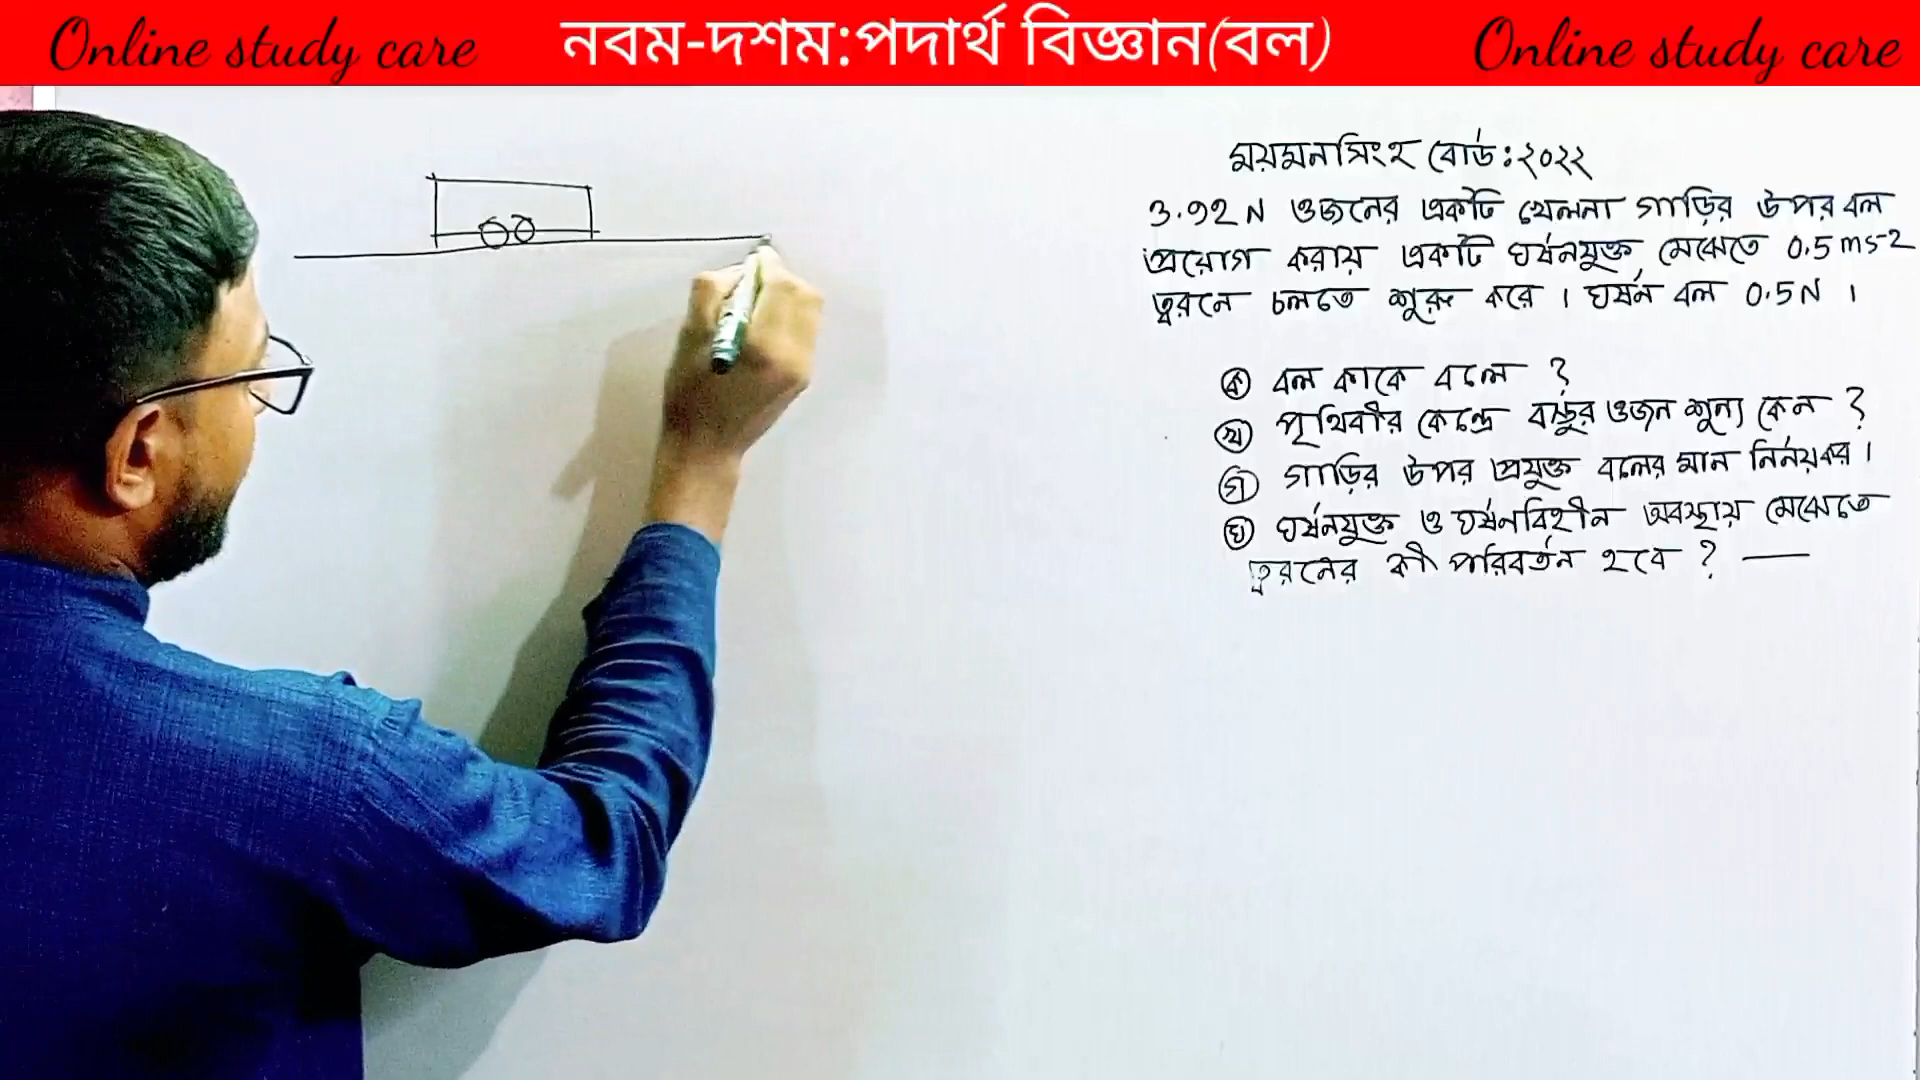 Online study care
নবম-দশম:পদার্থ বিজ্ঞান(বল)
Online study care
ময়মনসিংহ বোর্ড:২০২২
3.92 N ওজনের একটি খেলনা গাড়ির উপর বল
প্রয়োগ করায় একটি ঘর্ষনযুক্ত মেঝেতে 0.5 ms-2
ত্বরনে চলতে শুরু করে । ঘর্ষন বল 0.5N ।
ক বল কাকে বলে ?
খ পৃথিবীর কেন্দ্রে বস্তুর ওজন শূন্য কেন ?
গ গাড়ির উপর প্রযুক্ত বলের মান নির্নয় কর ।
ঘ ঘর্ষনযুক্ত ও ঘর্ষনবিহীন অবস্থায় মেঝেতে
ত্বরনের কী পরিবর্তন হবে ? —